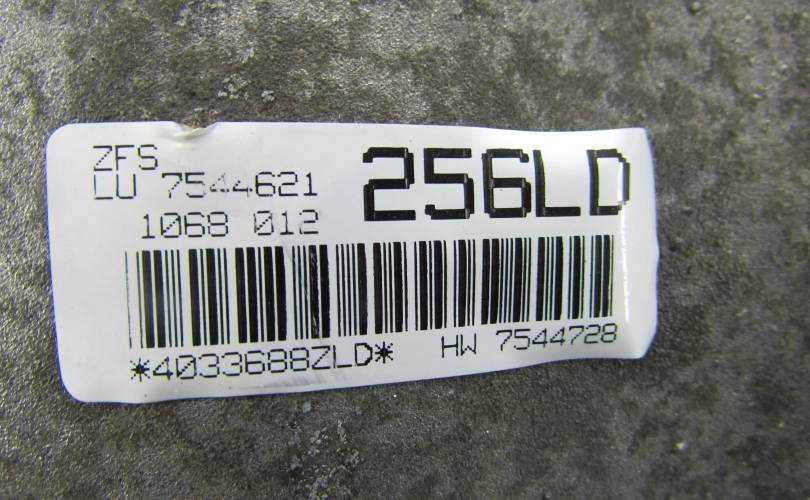 ZFS
LU 7544621
256LD
1068 012
*4033688ZLD*
HW 7544728